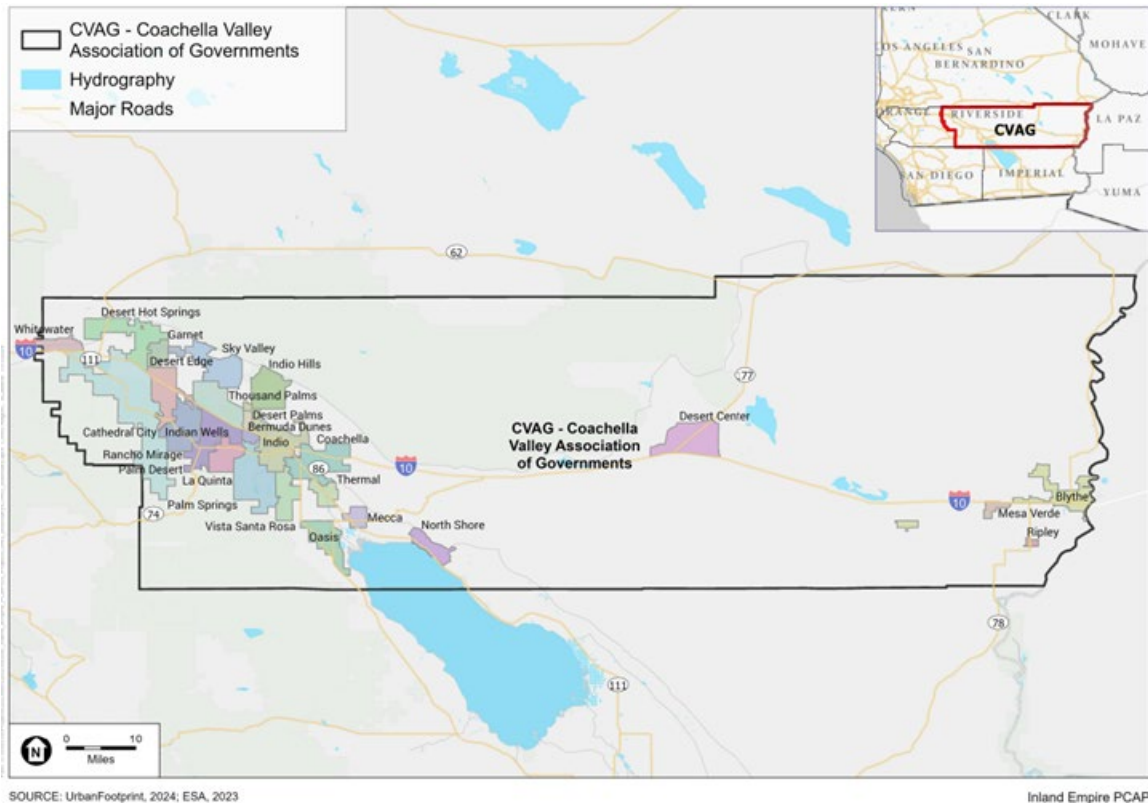 CVAG - Coachella Valley
Association of Governments
Hydrography
Major Roads
CLARK
MOHAVE
LOS ANGELES
SAN
BERNARDINO
ORANGE
RIVERSIDE
LA PAZ
CVAG
SAN DIEGO
IMPERIAL
YUMA
62
Desert Hot Springs
Whitewater
Garnet
10
111
Sky Valley
Desert Edge
Indio Hills
177
Thousand Palms
Desert Palms
Desert Center
Bermuda Dunes
CVAG - Coachella
Valley Association
of Governments
Cathedral City
Indian Wells
Indio
Coachella
Rancho Mirage
Palm Desert
86
10
La Quinta
Thermal
Palm Springs
10
Blythe
Mesa Verde
74
Vista Santa Rosa
Mecca
North Shore
Ripley
Oasis
78
111
N
0 10
Miles
SOURCE: UrbanFootprint, 2024; ESA, 2023
Inland Empire PCAP